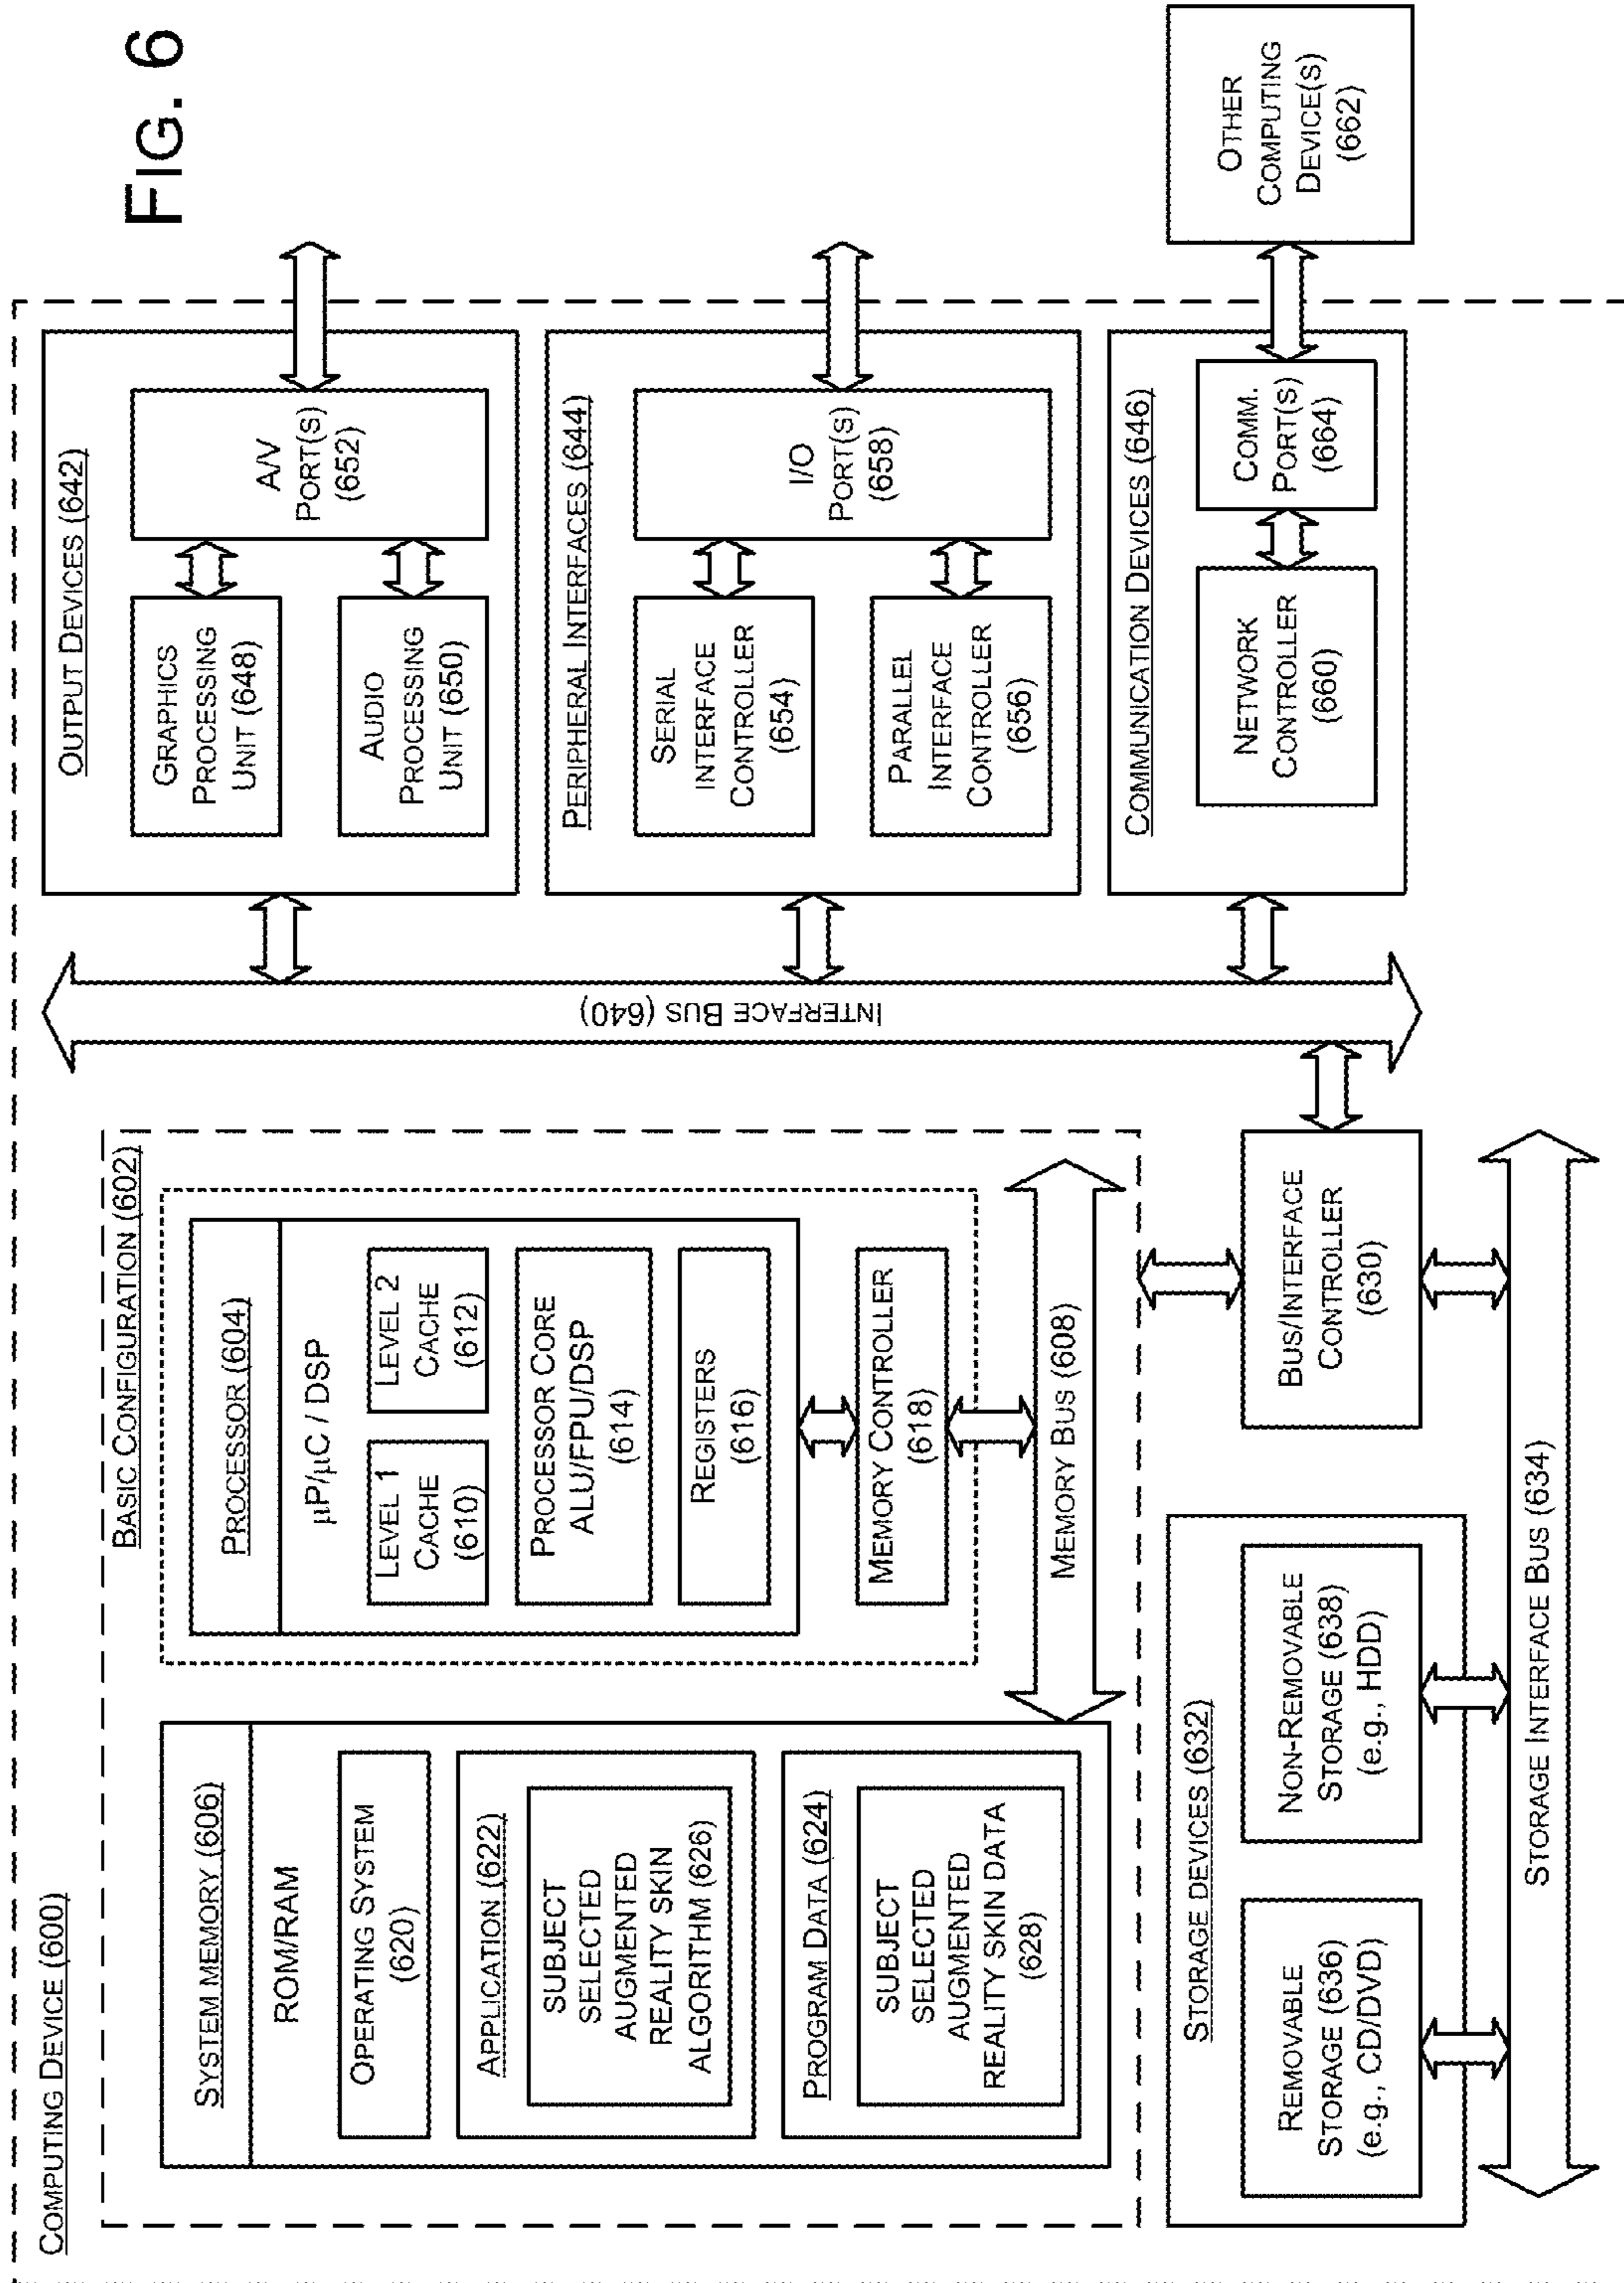 COMPUTING DEVICE (600)
FIG. 6
BASIC CONFIGURATION (602)
SYSTEM MEMORY (606)
ROM/RAM
OPERATING SYSTEM
(620)
APPLICATION (622)
SUBJECT
SELECTED
AUGMENTED
REALITY SKIN
ALGORITHM (626)
PROGRAM DATA (624)
SUBJECT
SELECTED
AUGMENTED
REALITY SKIN DATA
(628)
PROCESSOR (604)
µP/µC / DSP
LEVEL 1
CACHE
(610)
LEVEL 2
CACHE
(612)
PROCESSOR CORE
ALU/FPU/DSP
(614)
REGISTERS
(616)
MEMORY CONTROLLER
(618)
MEMORY BUS (608)
STORAGE DEVICES (632)
REMOVABLE
STORAGE (636)
(e.g., CD/DVD)
NON-REMOVABLE
STORAGE (638)
(e.g., HDD)
BUS/INTERFACE
CONTROLLER
(630)
STORAGE INTERFACE BUS (634)
INTERFACE BUS (640)
OUTPUT DEVICES (642)
GRAPHICS
PROCESSING
UNIT (648)
AUDIO
PROCESSING
UNIT (650)
A/V
PORT(S)
(652)
PERIPHERAL INTERFACES (644)
SERIAL
INTERFACE
CONTROLLER
(654)
PARALLEL
INTERFACE
CONTROLLER
(656)
I/O
PORT(S)
(658)
COMMUNICATION DEVICES (646)
NETWORK
CONTROLLER
(660)
COMM.
PORT(S)
(664)
OTHER
COMPUTING
DEVICE(S)
(662)